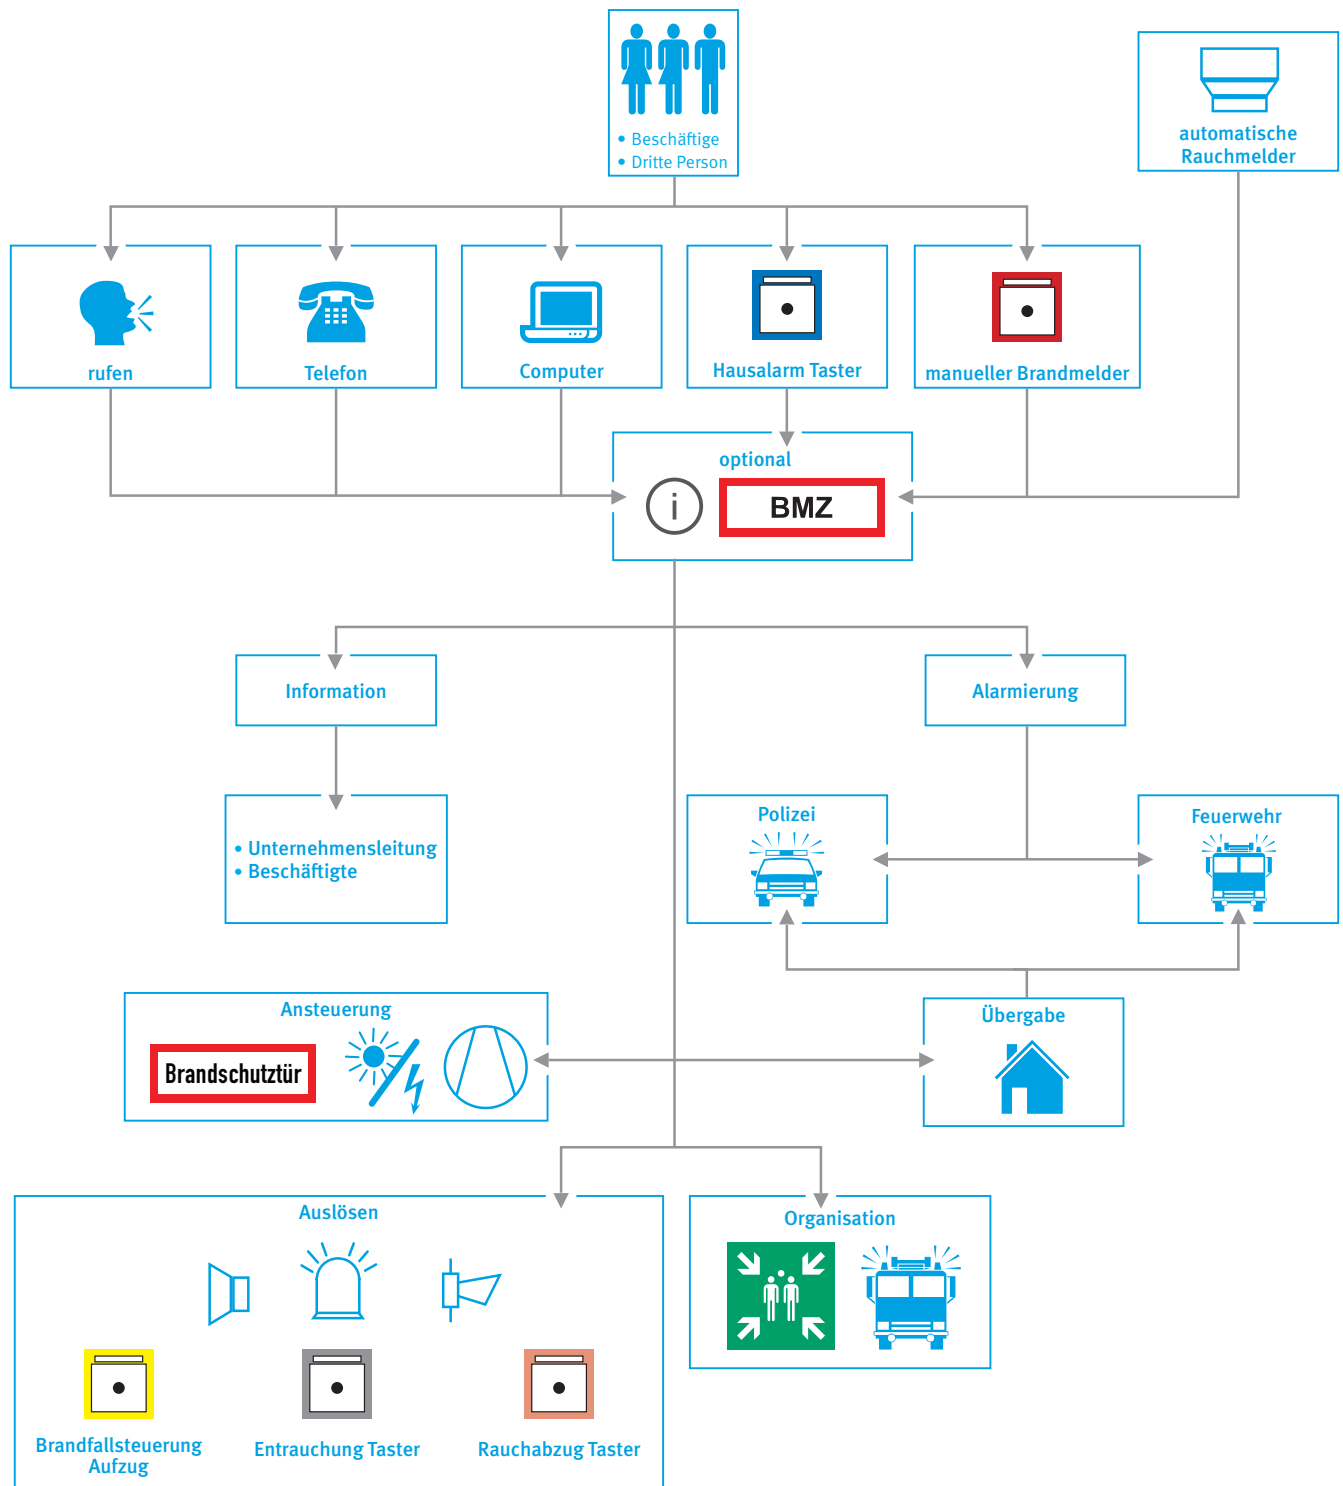 • Beschäftige
• Dritte Person
automatische
Rauchmelder
rufen
Telefon
Computer
Hausalarm Taster
manueller Brandmelder
optional
i
BMZ
Information
Alarmierung
• Unternehmensleitung
• Beschäftigte
Polizei
Feuerwehr
Ansteuerung
Brandschutztür
Übergabe
Auslösen
Organisation
Brandfallsteuerung
Aufzug
Entrauchung Taster
Rauchabzug Taster